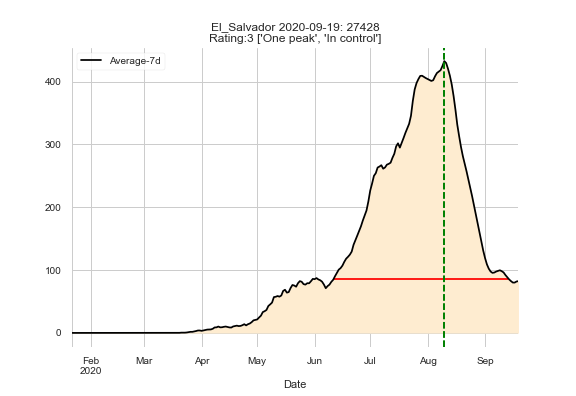 El_Salvador 2020-09-19: 27428
Rating:3 ['One peak', 'In control']
Average-7d
400
300
200
100
0
Feb Mar Apr May Jun Jul Aug Sep
2020
Date